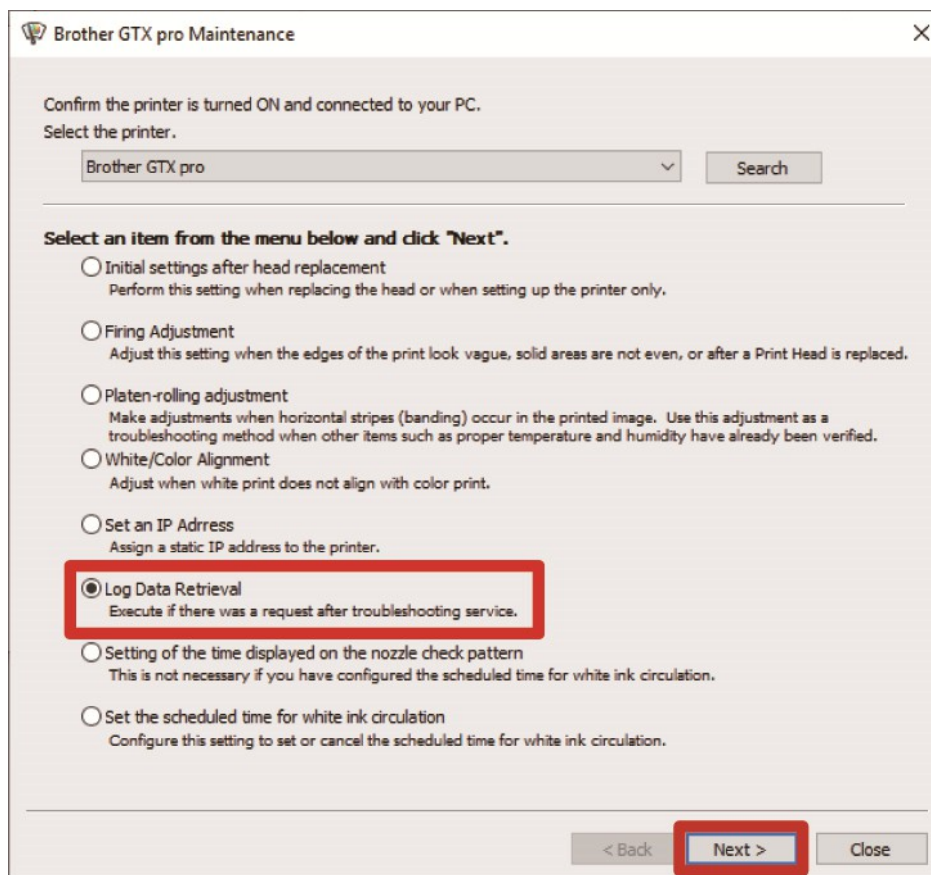 Brother GTX pro Maintenance
Confirm the printer is turned ON and connected to your PC.
Select the printer.
Brother GTX pro
Search
Select an item from the menu below and click "Next".
Initial settings after head replacement
Perform this setting when replacing the head or when setting up the printer only.
Firing Adjustment
Adjust this setting when the edges of the print look vague, solid areas are not even, or after a Print Head is replaced.
Platen-rolling adjustment
Make adjustments when horizontal stripes (banding) occur in the printed image. Use this adjustment as a
troubleshooting method when other items such as proper temperature and humidity have already been verified.
White/Color Alignment
Adjust when white print does not align with color print.
Set an IP Adrress
Assign a static IP address to the printer.
Log Data Retrieval
Execute if there was a request after troubleshooting service.
Setting of the time displayed on the nozzle check pattern
This is not necessary if you have configured the scheduled time for white ink circulation.
Set the scheduled time for white ink circulation
Configure this setting to set or cancel the scheduled time for white ink circulation.
< Back Next > Close